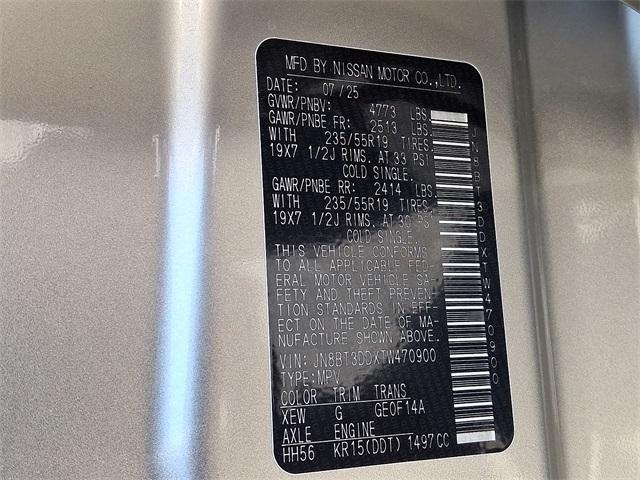 MFD BY NISSAN MOTOR CO.,LTD.
DATE: 07/25
GVWR/PNBV: 4773 LBS
GAWR/PNBE FR: 2513 LBS
WITH 235/55R19 TIRES
19X7 1/2J RIMS. AT 33 PSI
COLD SINGLE.
GAWR/PNBE RR: 2414 LBS
WITH 235/55R19 TIRES
19X7 1/2J RIMS. AT 30 PSI
COLD SINGLE.
THIS VEHICLE CONFORMS
TO ALL APPLICABLE FED-
ERAL MOTOR VEHICLE SA-
FETY AND THEFT PREVEN-
TION STANDARDS IN EFF-
ECT ON THE DATE OF MA-
NUFACTURE SHOWN ABOVE.
VIN: JN8BT3DDXTW470900
TYPE:MPV
COLOR TRIM TRANS
XEW G GEOF14A
AXLE ENGINE
HH56 KR15(DDT) 1497CC
JN8BT3DDXTW470900